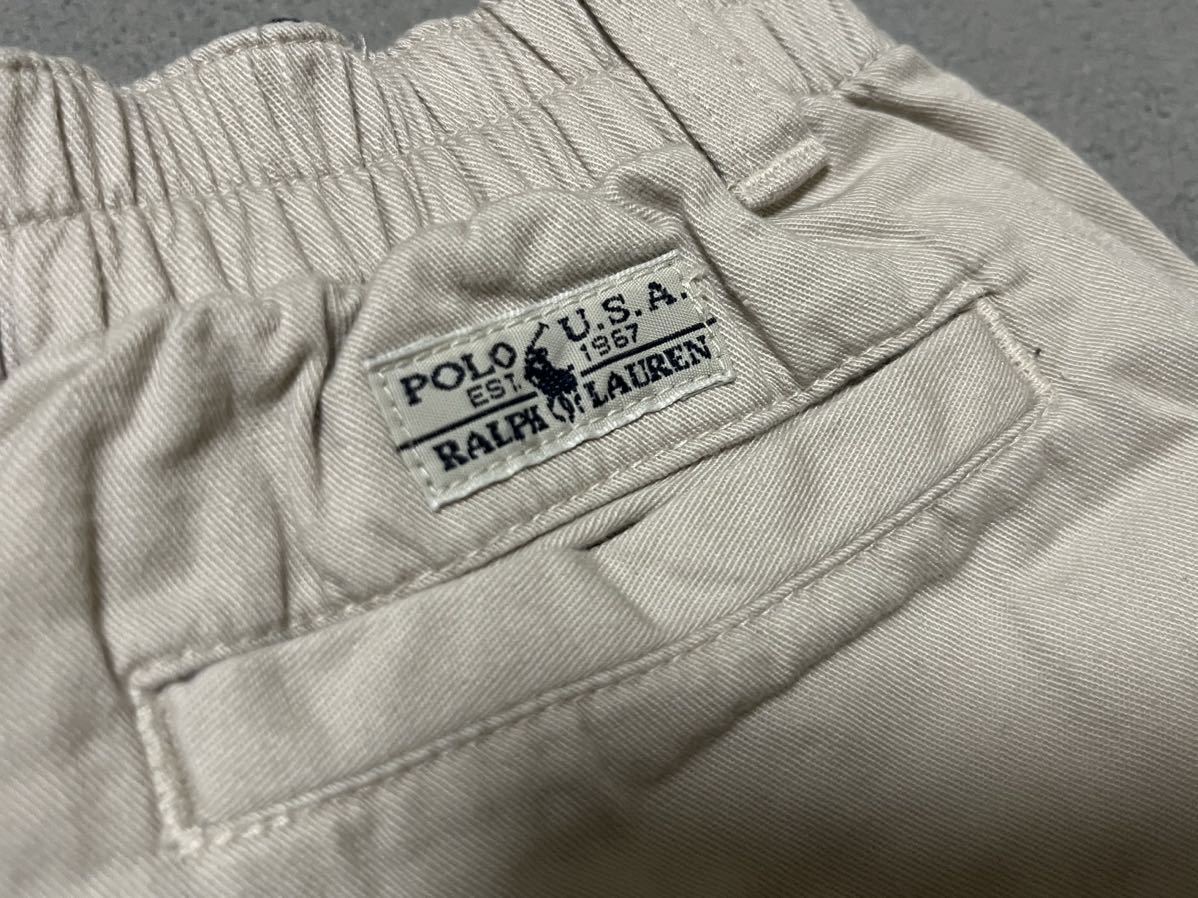 POLO U.S.A.
EST. 1967
RALPH LAUREN